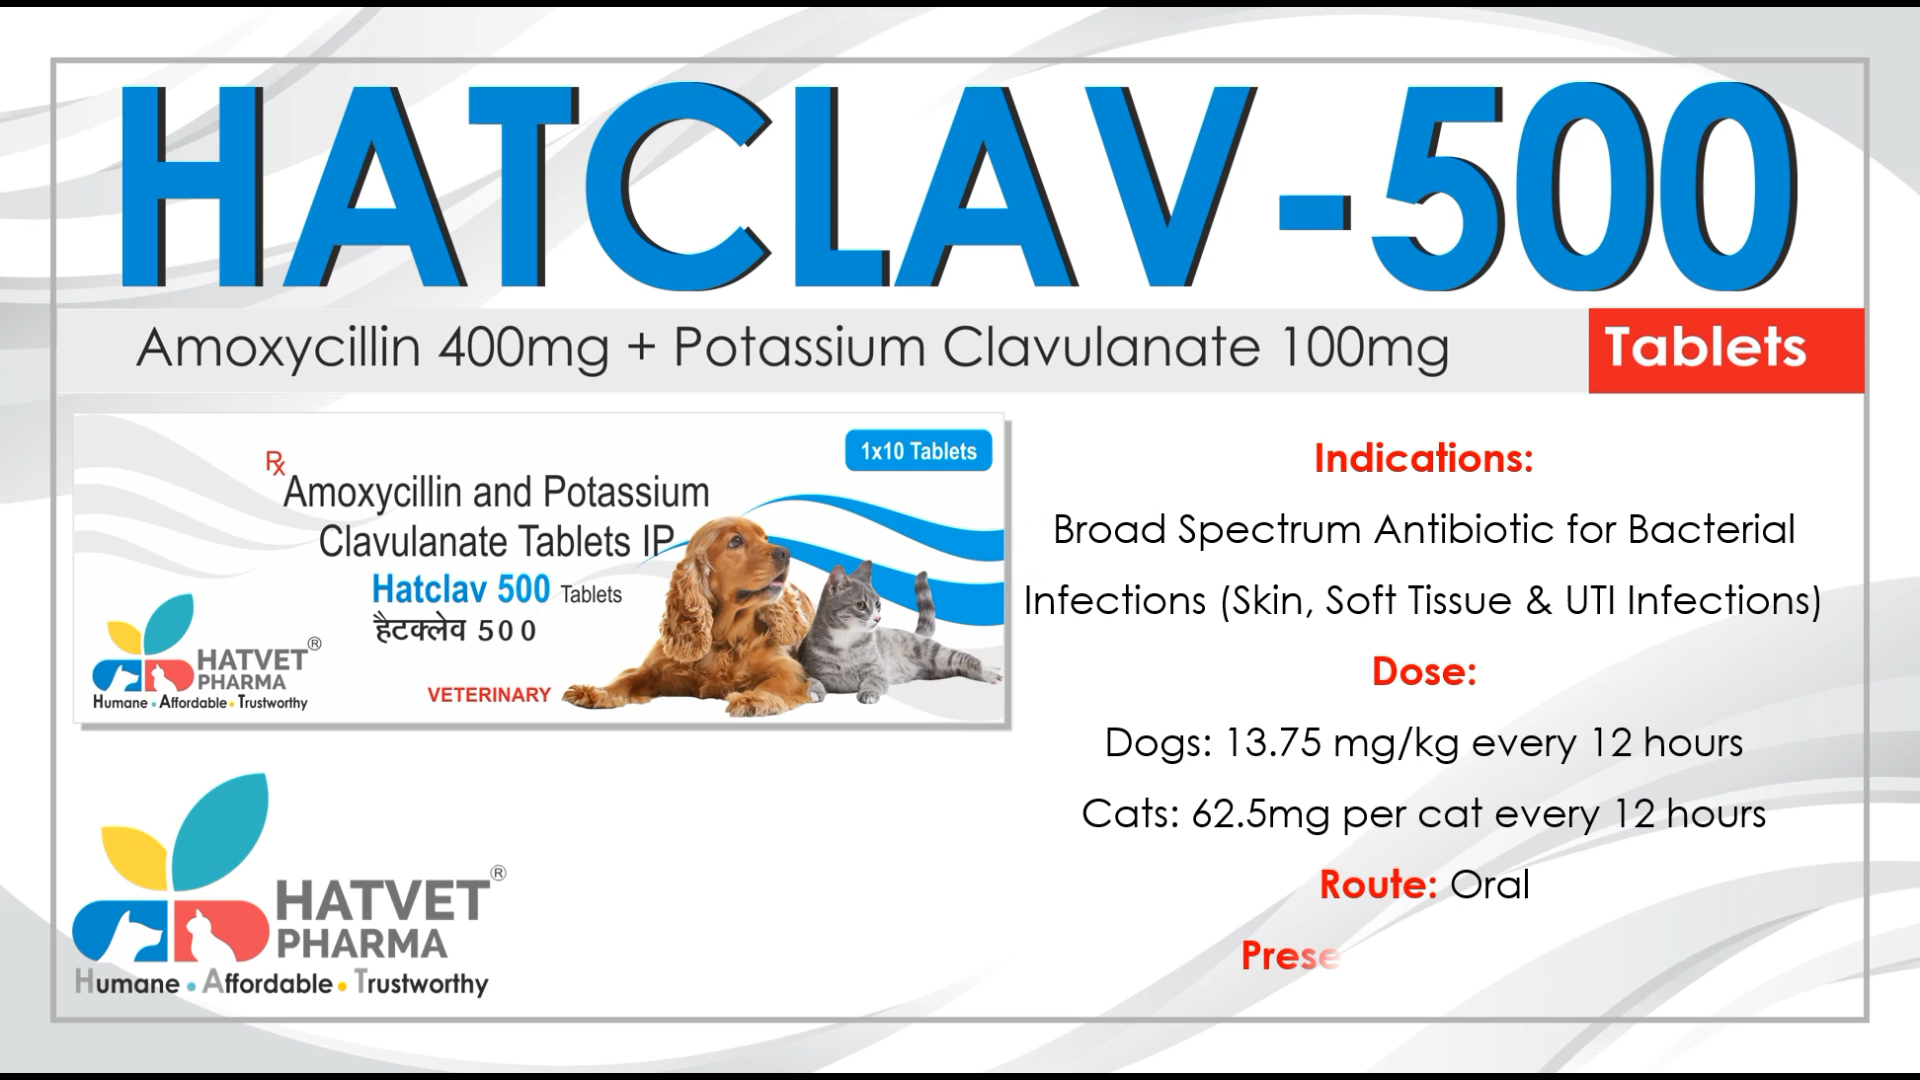 HATCLAV-500
Amoxycillin 400mg + Potassium Clavulanate 100mg
Tablets
1x10 Tablets
Rx
Amoxycillin and Potassium
Clavulanate Tablets IP
Hatclav 500 Tablets
हैटक्लेव 500
HATVET®
PHARMA
Humane • Affordable • Trustworthy
VETERINARY
Indications:
Broad Spectrum Antibiotic for Bacterial
Infections (Skin, Soft Tissue & UTI Infections)
Dose:
Dogs: 13.75 mg/kg every 12 hours
Cats: 62.5mg per cat every 12 hours
Route: Oral
Prese
HATVET®
PHARMA
Humane • Affordable • Trustworthy